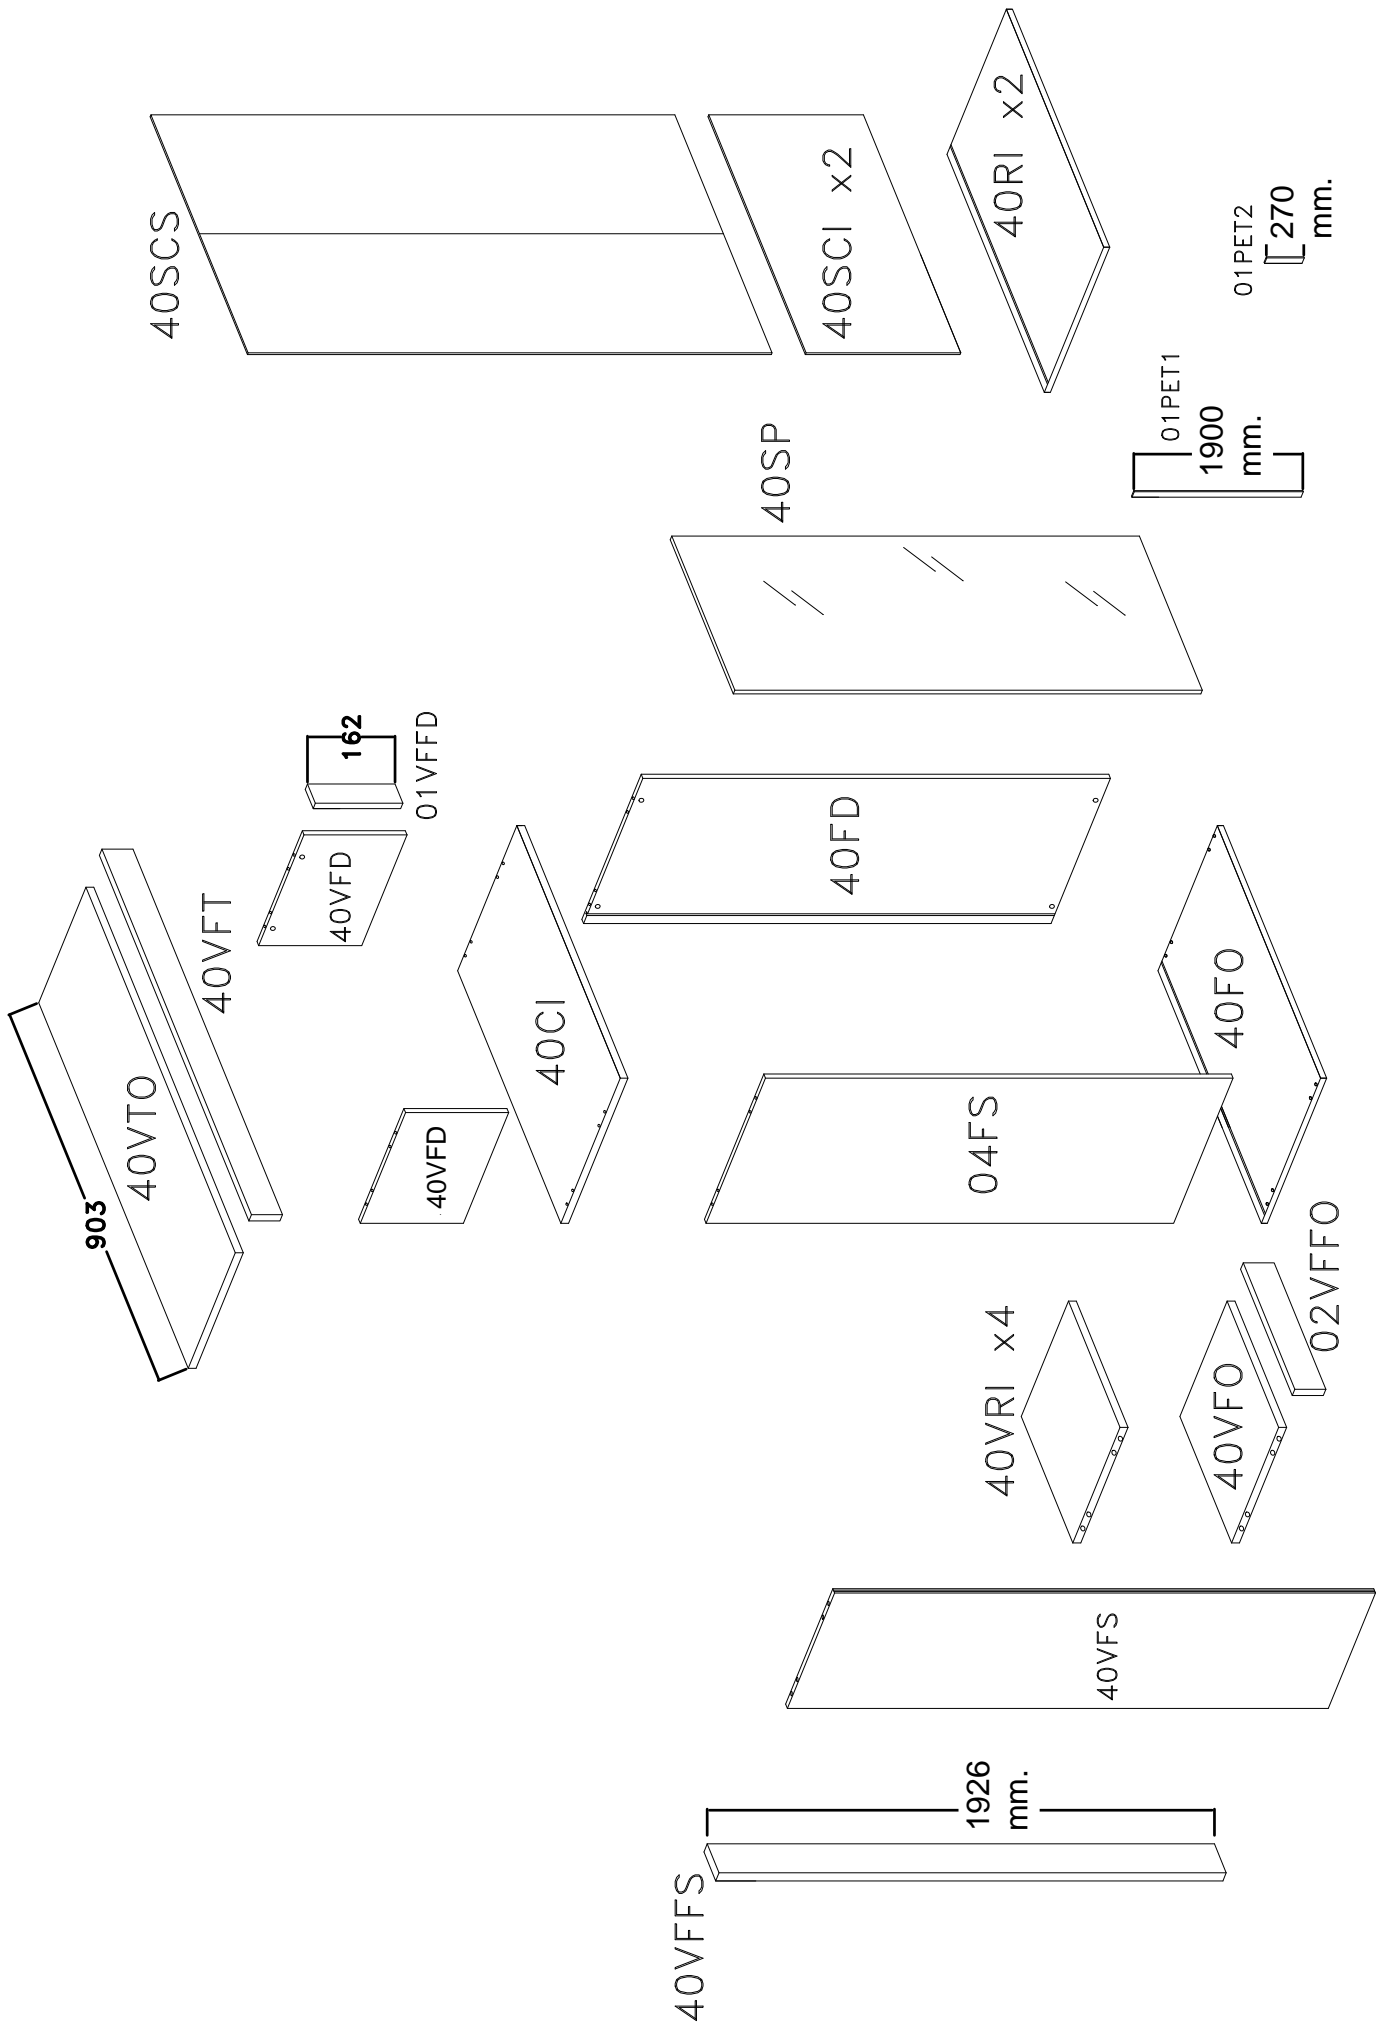 40SCS
40SCI x2
40RI x2
01PET2
270
mm.
01PET1
1900
mm.
40SP
162
01VFFD
40VFT
40VFD
903
40VTO
40CI
40FD
40VFD
04FS
40FO
40VRI x4
40VFO
02VFFO
40VFS
1926
mm.
40VFFS